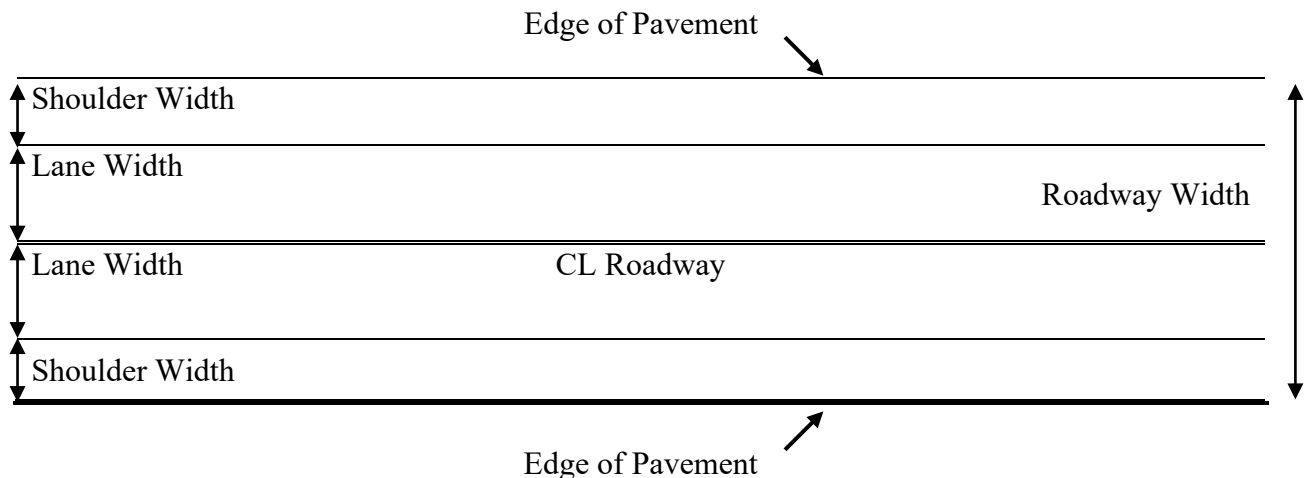 Edge of Pavement
Shoulder Width
Lane Width
Roadway Width
Lane Width
CL Roadway
Shoulder Width
Edge of Pavement